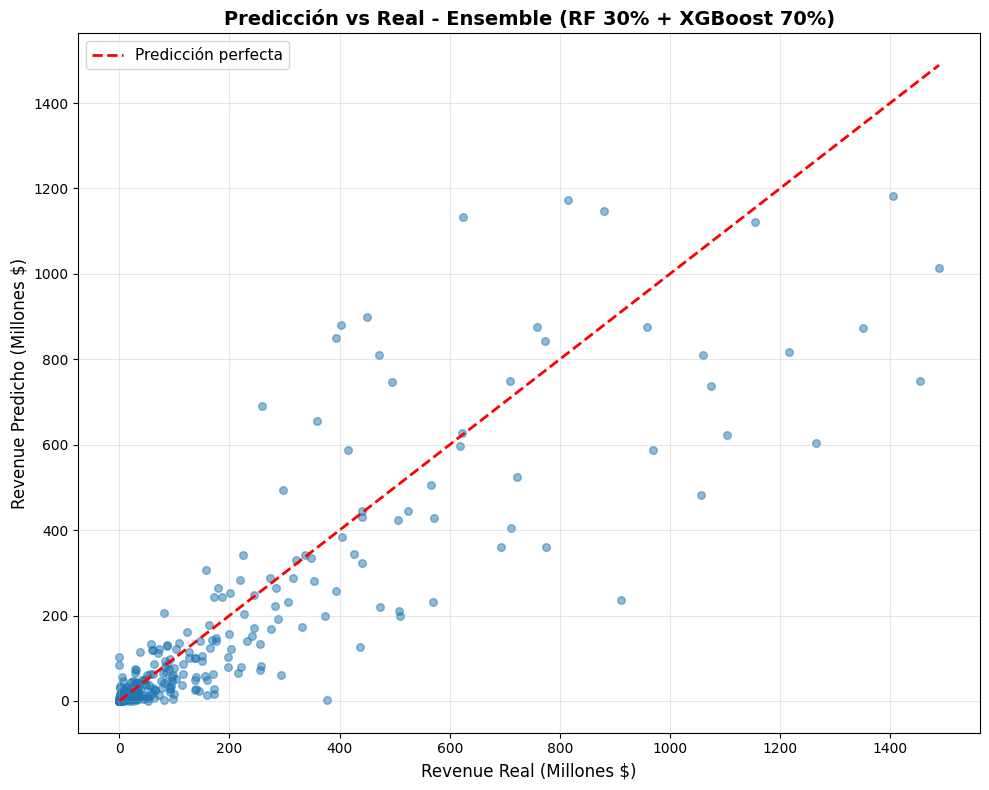 Predicción vs Real - Ensemble (RF 30% + XGBoost 70%)
Predicción perfecta
1400
1200
1000
800
600
400
200
0
Revenue Predicho (Millones $)
0 200 400 600 800 1000 1200 1400
Revenue Real (Millones $)